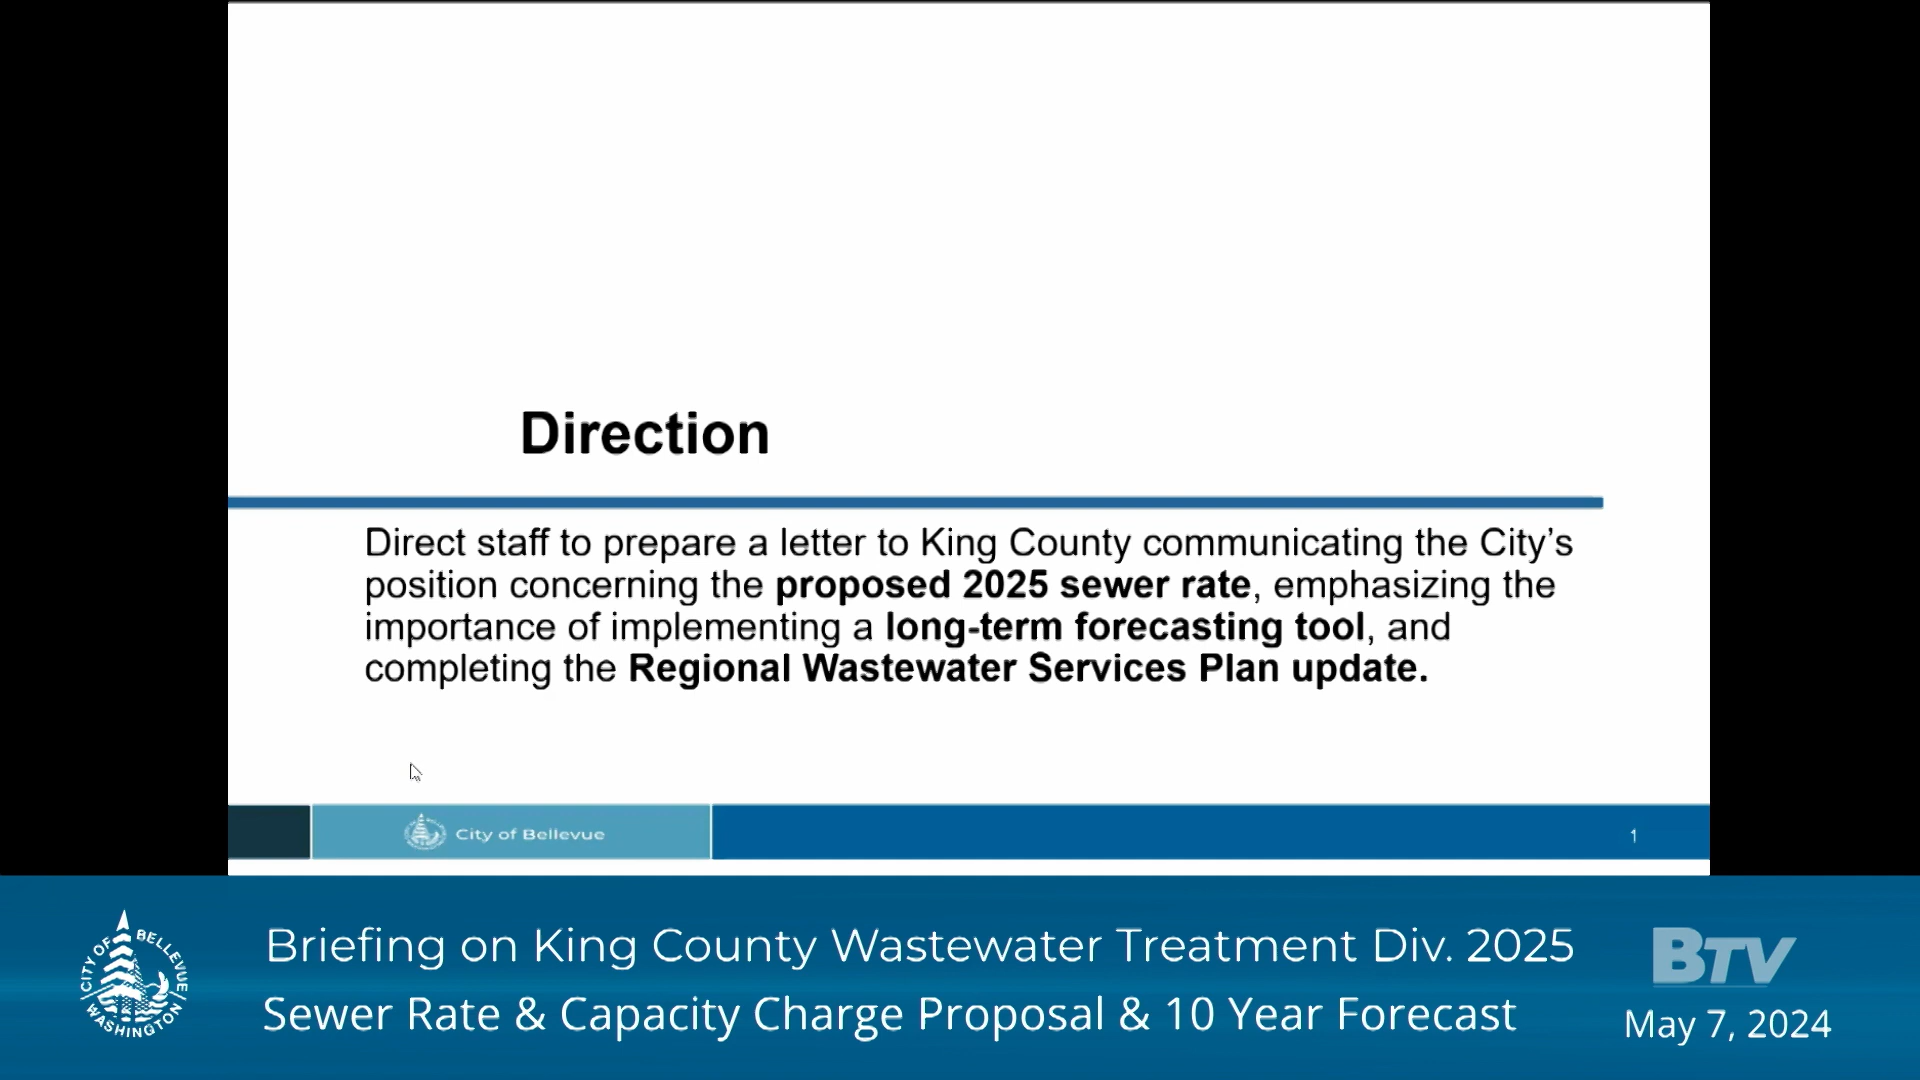 Direction
Direct staff to prepare a letter to King County communicating the City’s
position concerning the proposed 2025 sewer rate, emphasizing the
importance of implementing a long-term forecasting tool, and
completing the Regional Wastewater Services Plan update.
City of Bellevue
1
CITY OF BELLEVUE
WASHINGTON
Briefing on King County Wastewater Treatment Div. 2025
Sewer Rate & Capacity Charge Proposal & 10 Year Forecast
BTV
May 7, 2024